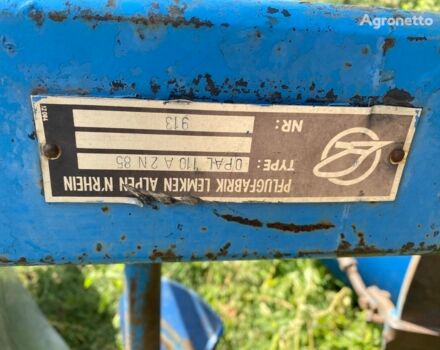 Agronetto
PFLUGFABRIK LEMKEN ALPEN N'RHEIN
TYPE: OPAL 110 A 2 N 85
NR: 913